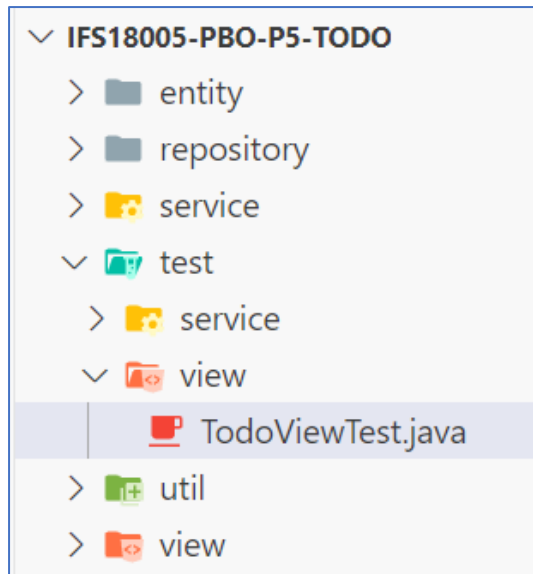 IFS18005-PBO-P5-TODO
entity
repository
service
test
service
view
TodoViewTest.java
util
view